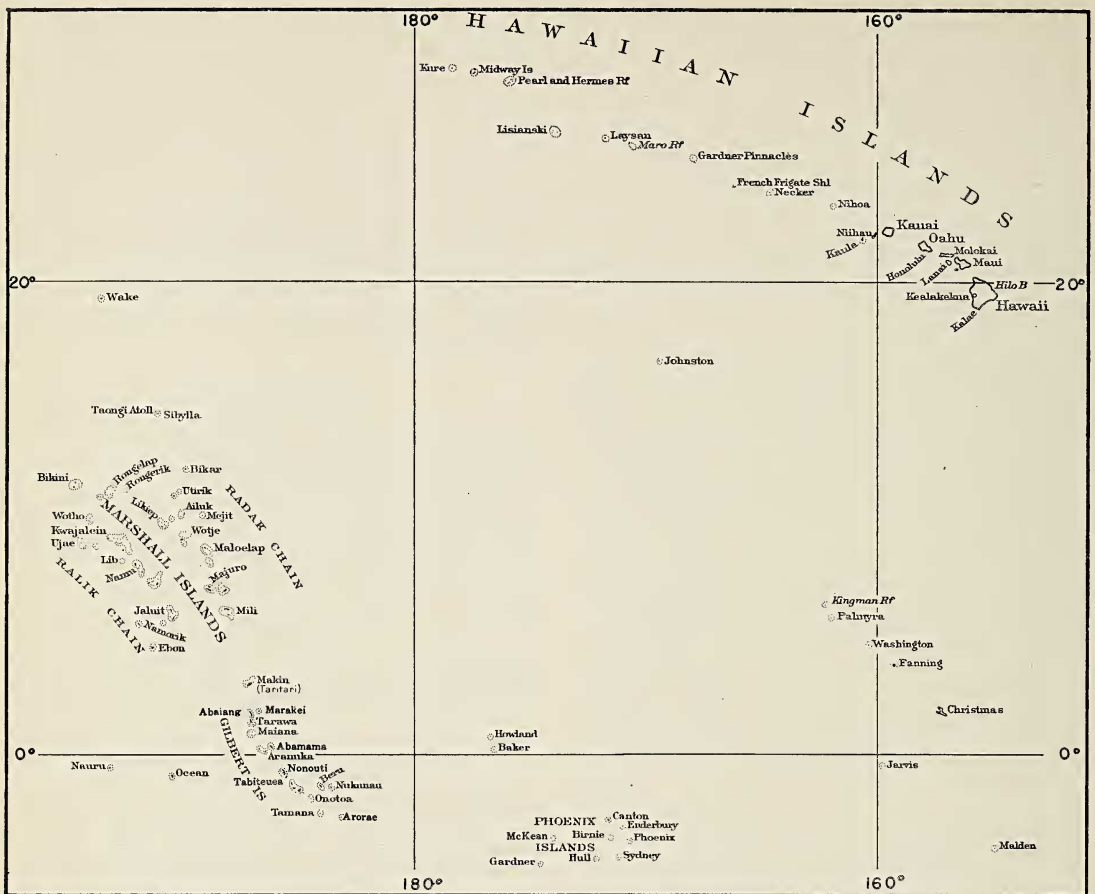 180°
160°
HAWAIIAN ISLANDS
Kure
Midway Is
Pearl and Hermes Rf
Lisianski
Laysan
Maro Rf
Gardner Pinnacles
French Frigate Shl
Necker
Nihoa
Niihau
Kauai
Kaula
Oahu
Honolulu
Molokai
Lanai
Maui
20°
Hilo B
20°
Kealakekua
Hawaii
Kalae
Wake
Johnston
Taongi Atoll
Sibylla
Bikini
Rongelap
Rongerik
Bikar
Utirik
RADAK CHAIN
Likiep
Ailuk
Mejit
Wotho
MARSHALL ISLANDS
Kwajalein
Wotje
Ujae
Maloelap
Lib
Namu
Majuro
RALIK CHAIN
Jaluit
Mili
Namorik
Ebon
Kingman Rf
Palmyra
Washington
Fanning
Christmas
Makin
(Taritari)
Abaiang
Marakei
Tarawa
Maiana
GILBERT IS
Abamama
Aranuka
Howland
Baker
0°
0°
Nauru
Ocean
Nonouti
Tabiteuea
Beru
Nukunau
Onotoa
Tamana
Arorae
Jarvis
PHOENIX
ISLANDS
Canton
Enderbury
McKean
Birnie
Phoenix
Gardner
Hull
Sydney
Malden
180°
160°